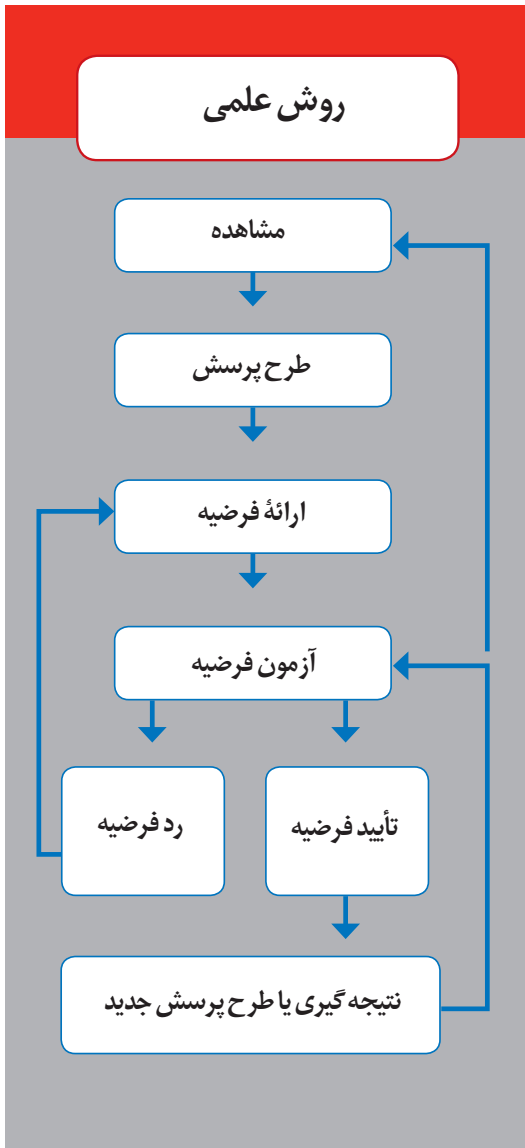 روش علمی
مشاهده
طرح پرسش
ارائهٔ فرضیه
آزمون فرضیه
تأیید فرضیه
رد فرضیه
نتیجه گیری یا طرح پرسش جدید